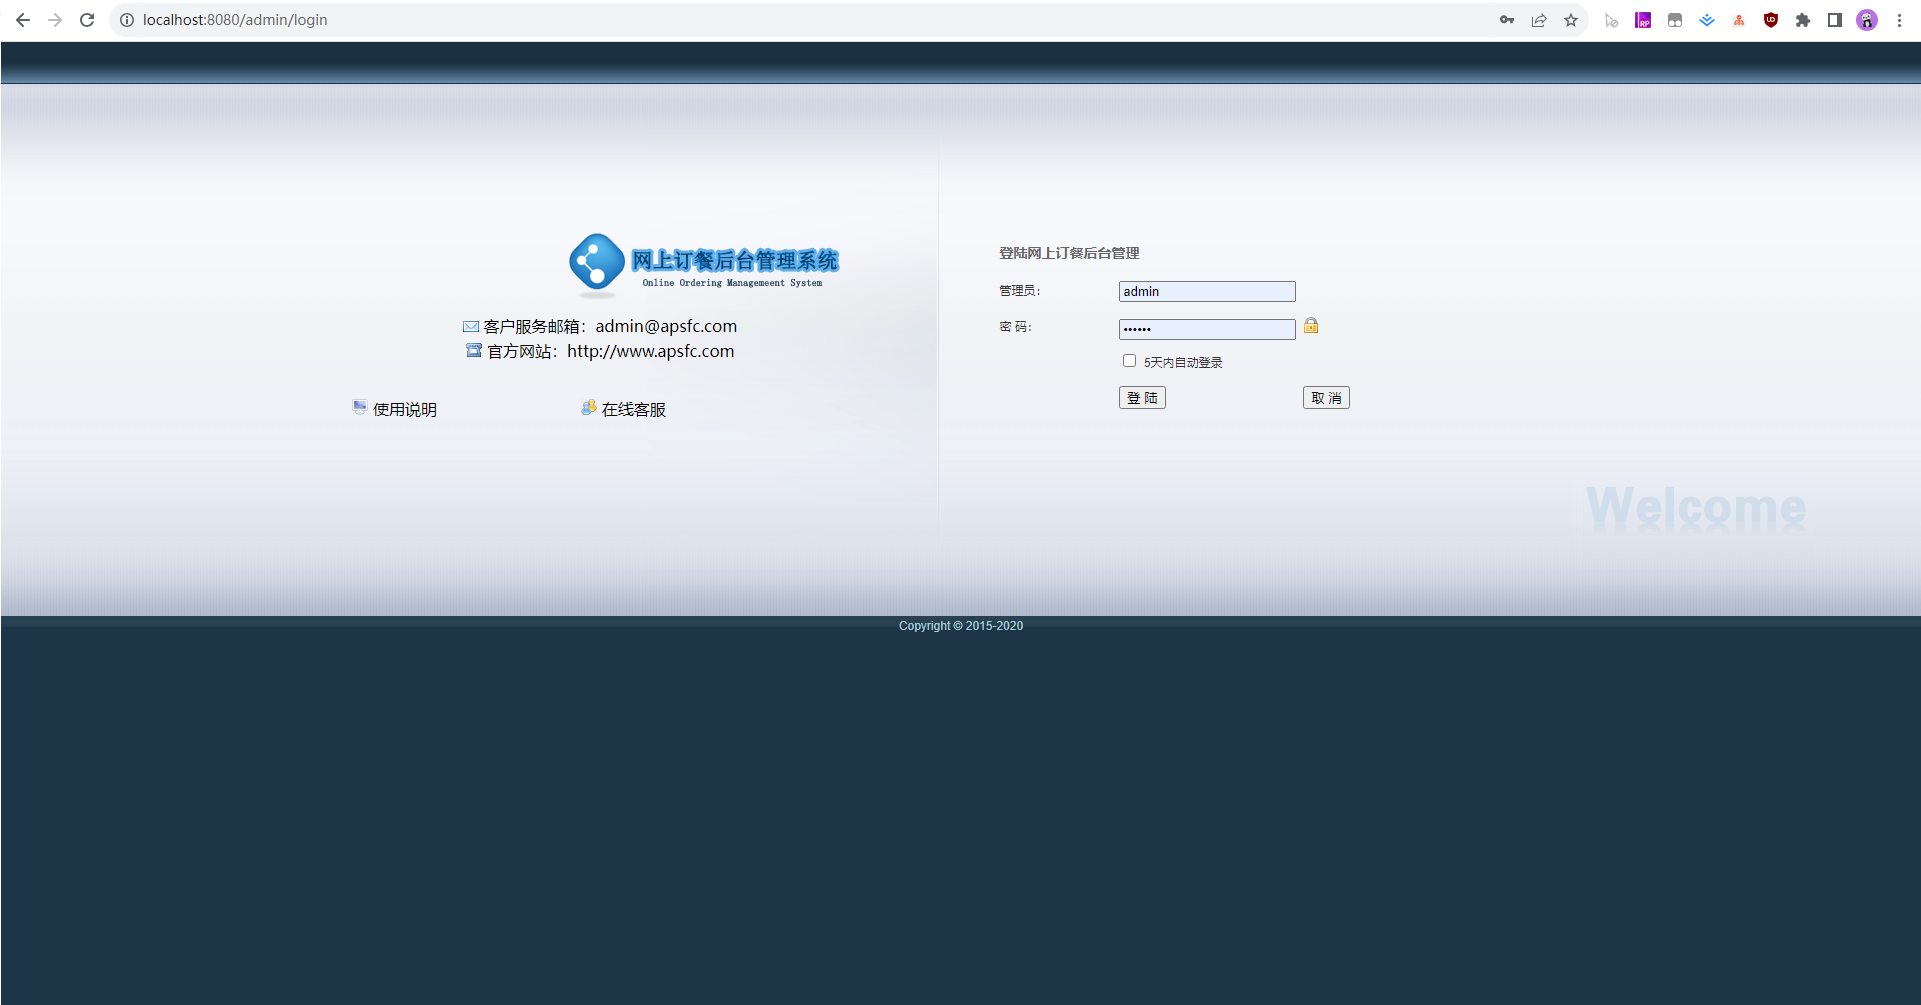 localhost:8080/admin/login
网上订餐后台管理系统
Online Ordering Managemeent System
客户服务邮箱：admin@apsfc.com
官方网站：http://www.apsfc.com
使用说明
在线客服
登陆网上订餐后台管理
管理员：
admin
密 码：
••••••
5天内自动登录
登 陆
取 消
Welcome
Copyright © 2015-2020